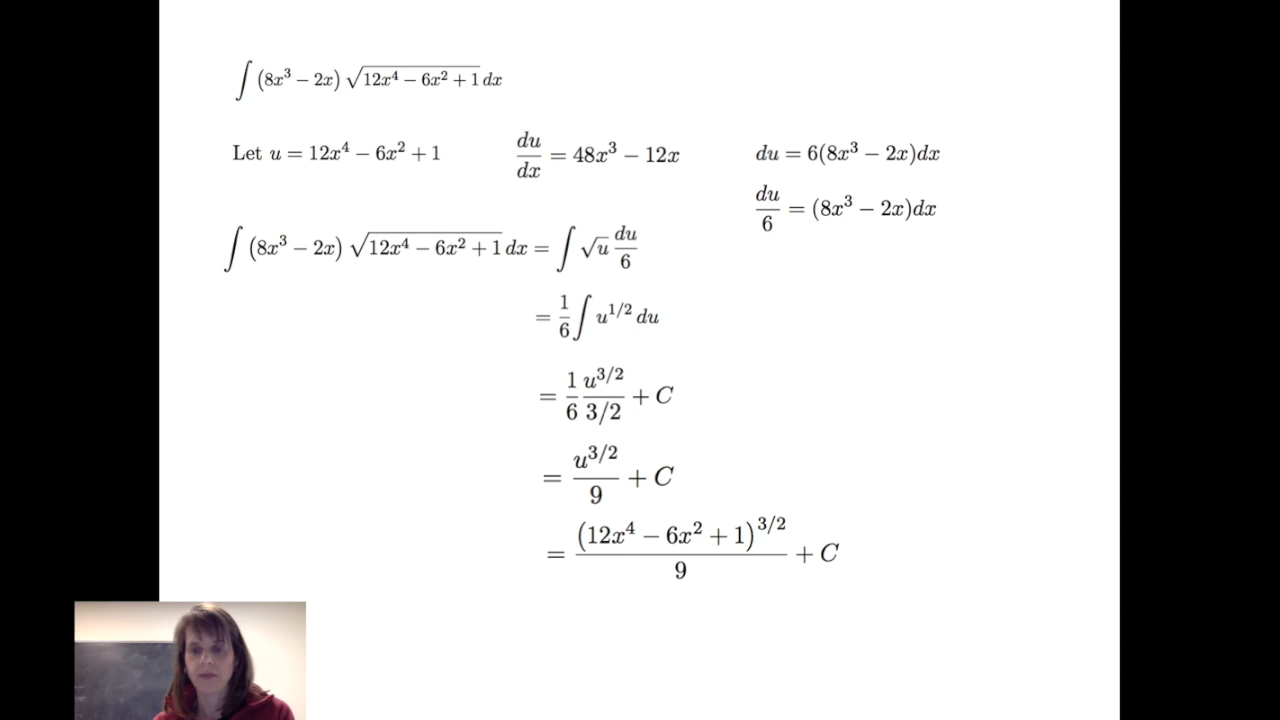 ∫ (8x³ − 2x) √(12x⁴ − 6x² + 1) dx
Let u = 12x⁴ − 6x² + 1    du/dx = 48x³ − 12x    du = 6(8x³ − 2x)dx
du/6 = (8x³ − 2x)dx
∫ (8x³ − 2x) √(12x⁴ − 6x² + 1) dx = ∫ √u du/6
= 1/6 ∫ u^{1/2} du
= 1/6 u^{3/2}/(3/2) + C
= u^{3/2}/9 + C
= (12x⁴ − 6x² + 1)^{3/2}/9 + C